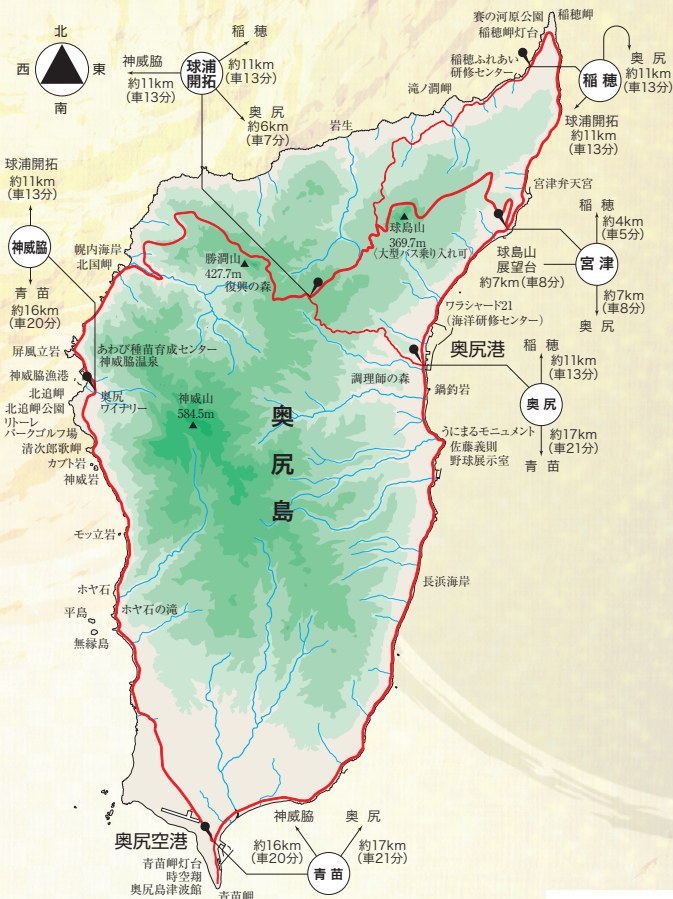 北
西
東
南
稲穂
神威脇
約11km
(車13分)
球浦
開拓
約11km
(車13分)
奥尻
約6km
(車7分)
賽の河原公園
稲穂岬
稲穂岬灯台
稲穂ふれあい
研修センター
滝ノ澗岬
稲穂
奥尻
約11km
(車13分)
球浦開拓
約11km
(車13分)
岩生
球浦開拓
約11km
(車13分)
神威脇
青苗
約16km
(車20分)
宮津弁天宮
稲穂
約4km
(車5分)
球島山
展望台
約7km(車8分)
宮津
約7km
(車8分)
奥尻
球島山
369.7m
(大型バス乗り入れ可)
勝澗山
427.7m
復興の森
幌内海岸
北国岬
ワラシャード21
(海洋研修センター)
奥尻港
稲穂
約11km
(車13分)
奥尻
約17km
(車21分)
青苗
調理師の森
鍋釣岩
うにまるモニュメント
佐藤義則
野球展示室
屏風立岩
あわび種苗育成センター
神威脇温泉
神威脇漁港
奥尻
ワイナリー
北追岬
北追岬公園
リトーレ
パークゴルフ場
清次郎歌岬
カブト岩
神威岩
神威山
584.5m
奥尻島
モッ立岩
長浜海岸
ホヤ石
ホヤ石の滝
平島
無縁島
奥尻空港
神威脇
約16km
(車20分)
奥尻
約17km
(車21分)
青苗
青苗岬灯台
時空翔
奥尻島津波館
青苗岬